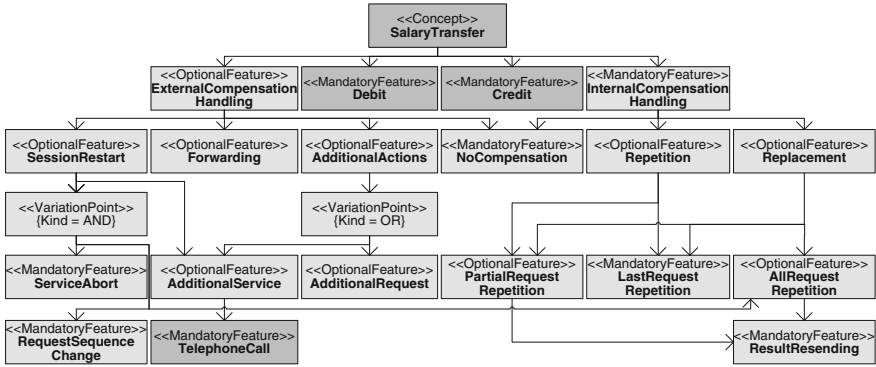 <<Concept>>
SalaryTransfer
<<OptionalFeature>>
ExternalCompensation
Handling
<<MandatoryFeature>>
Debit
<<MandatoryFeature>>
Credit
<<MandatoryFeature>>
InternalCompensation
Handling
<<OptionalFeature>>
SessionRestart
<<OptionalFeature>>
Forwarding
<<OptionalFeature>>
AdditionalActions
<<MandatoryFeature>>
NoCompensation
<<OptionalFeature>>
Repetition
<<OptionalFeature>>
Replacement
<<VariationPoint>>
{Kind = AND}
<<VariationPoint>>
{Kind = OR}
<<MandatoryFeature>>
ServiceAbort
<<OptionalFeature>>
AdditionalService
<<OptionalFeature>>
AdditionalRequest
<<OptionalFeature>>
PartialRequest
Repetition
<<MandatoryFeature>>
LastRequest
Repetition
<<OptionalFeature>>
AllRequest
Repetition
<<MandatoryFeature>>
RequestSequence
Change
<<MandatoryFeature>>
TelephoneCall
<<MandatoryFeature>>
ResultResending